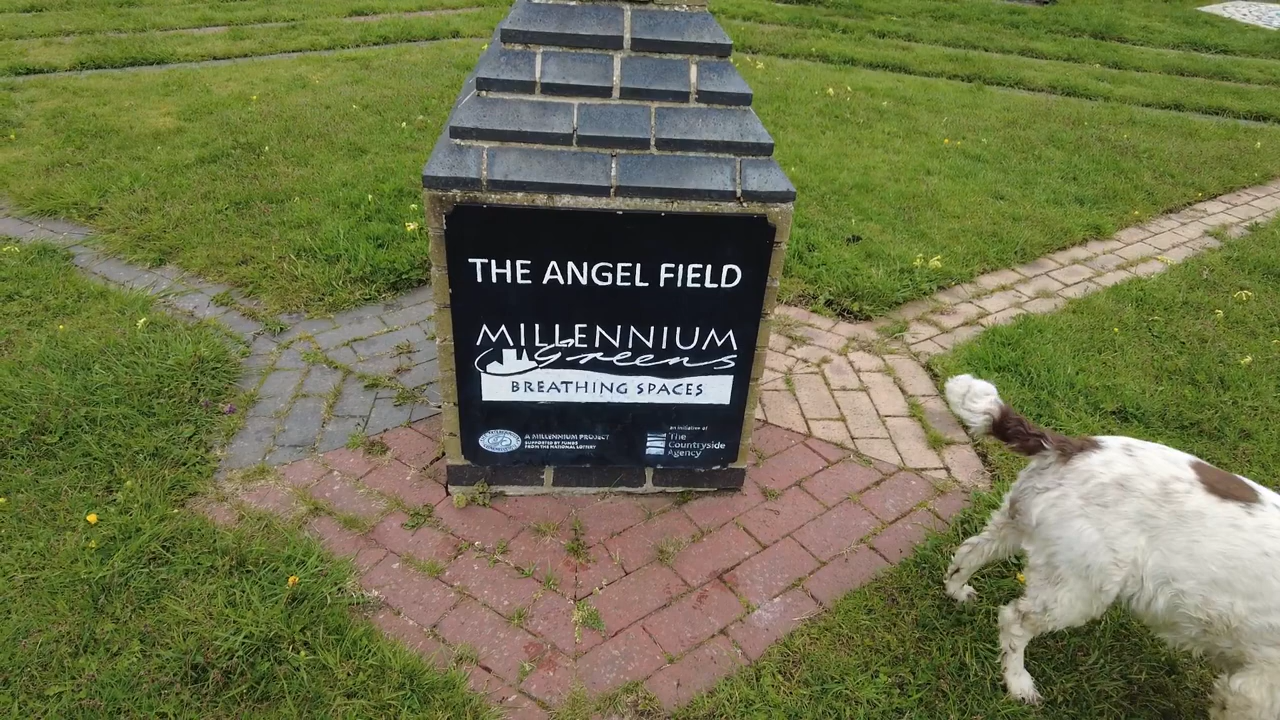 THE ANGEL FIELD
MILLENNIUM
Greens
BREATHING SPACES
A MILLENNIUM PROJECT
SUPPORTED BY FUNDS
FROM THE NATIONAL LOTTERY
an initiative of
The
Countryside
Agency